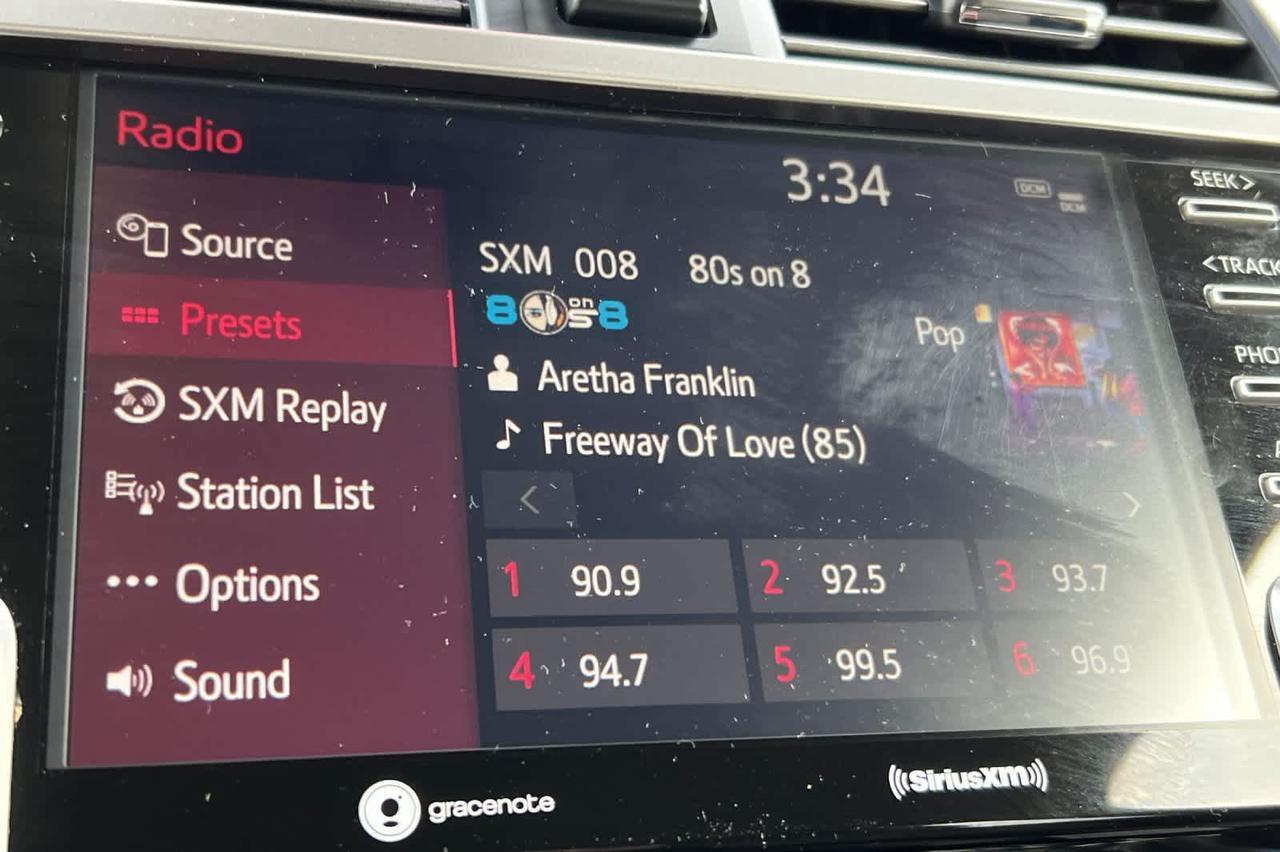 Radio
3:34
DCM
DCM
Source
Presets
SXM Replay
Station List
Options
Sound
SXM 008 80s on 8
8 on 8
Pop
Aretha Franklin
Freeway Of Love (85)
1 90.9
2 92.5
3 93.7
4 94.7
5 99.5
6 96.9
SEEK>
<TRACK
PHO
gracenote
((SiriusXM))